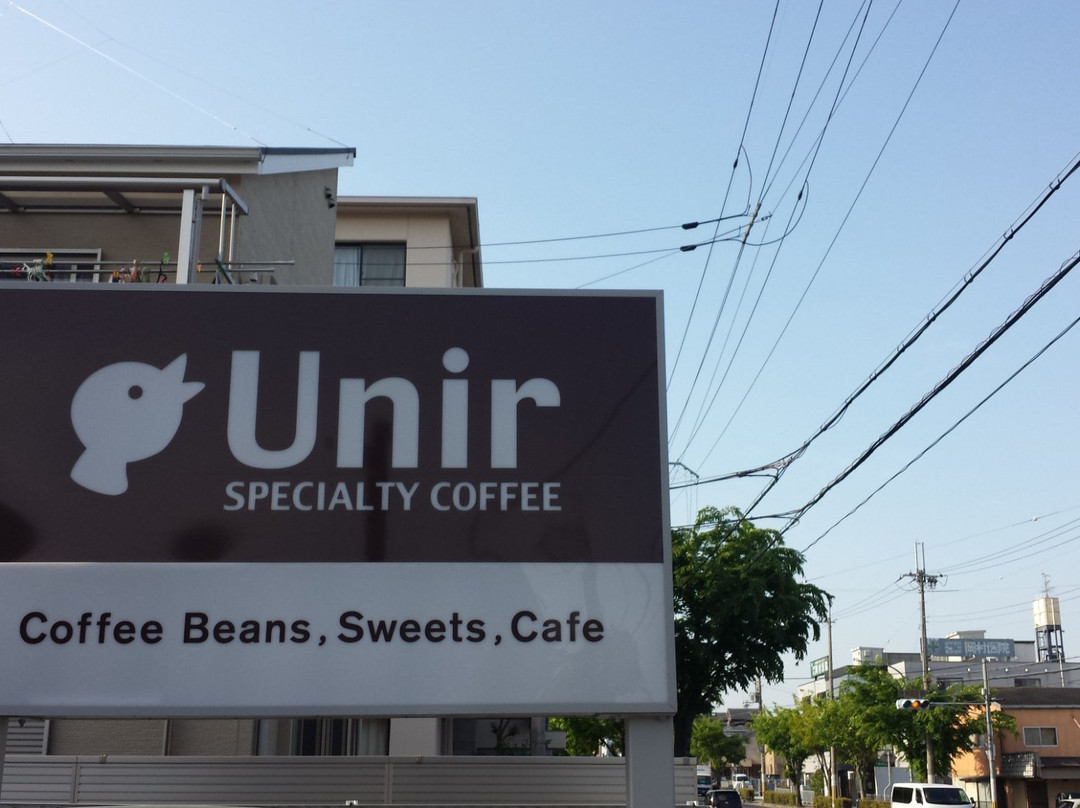 Unir
SPECIALTY COFFEE
Coffee Beans, Sweets, Cafe